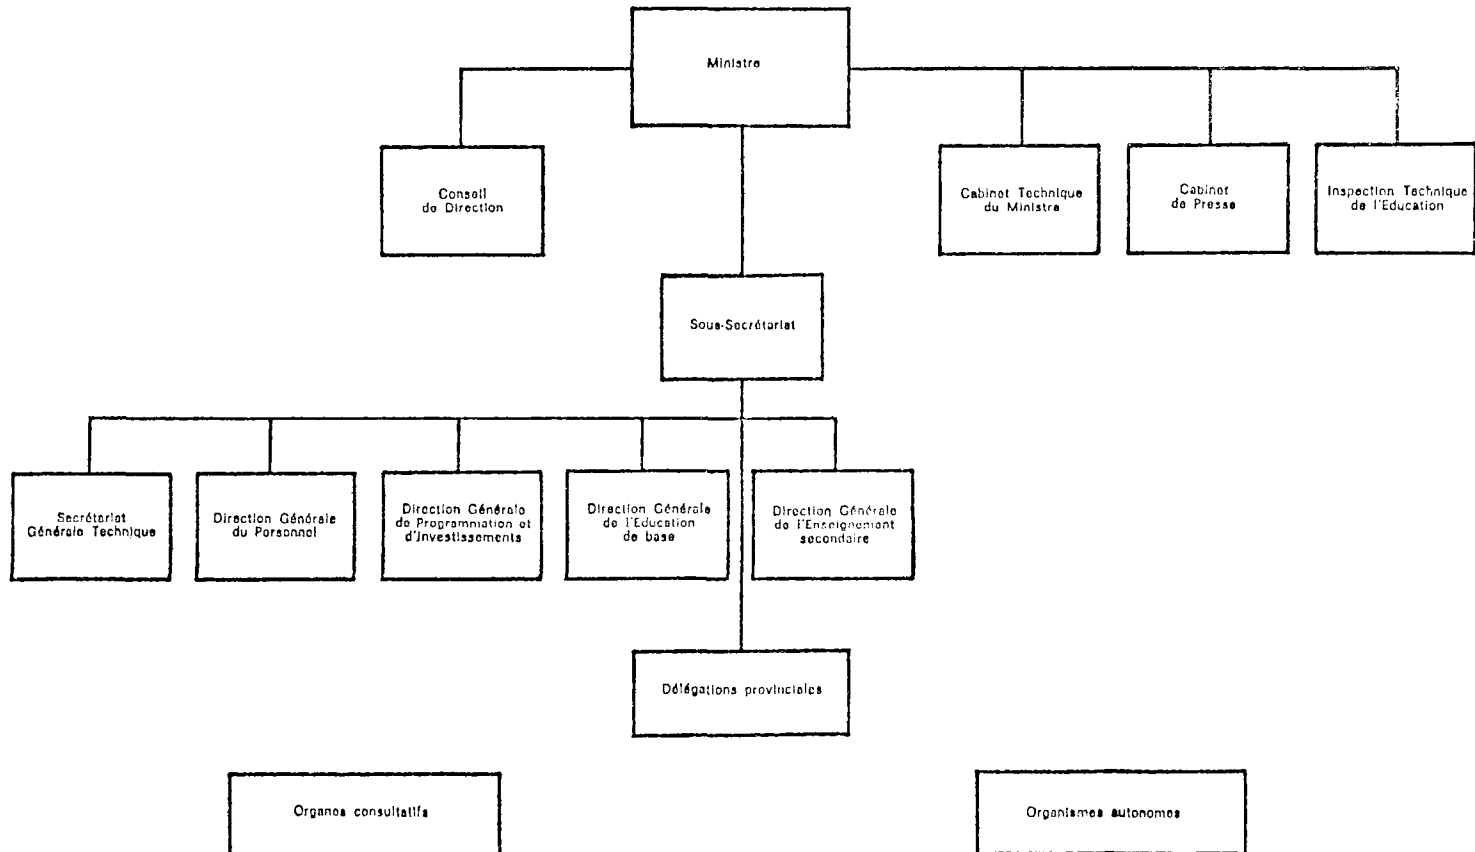 Ministre
Conseil
de Direction
Cabinet Technique
du Ministre
Cabinet
de Presse
Inspection Technique
de l'Education
Sous-Secrétariat
Secrétariat
Générale Technique
Direction Générale
du Personnel
Direction Générale
de Programmation et
d'Investissements
Direction Générale
de l'Education
de base
Direction Générale
de l'Enseignement
secondaire
Délégations provinciales
Organes consultatifs
Organismes autonomes